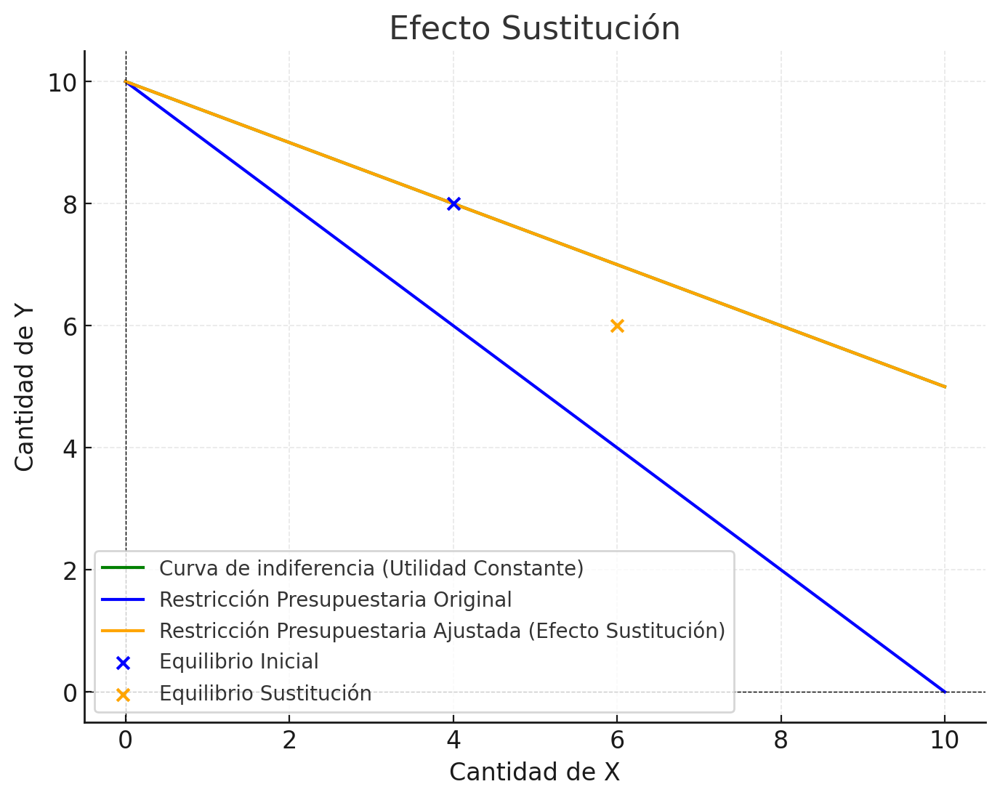 Efecto Sustitución
10
8
6
4
2
0
Cantidad de Y
Curva de indiferencia (Utilidad Constante)
Restricción Presupuestaria Original
Restricción Presupuestaria Ajustada (Efecto Sustitución)
Equilibrio Inicial
Equilibrio Sustitución
0 2 4 6 8 10
Cantidad de X